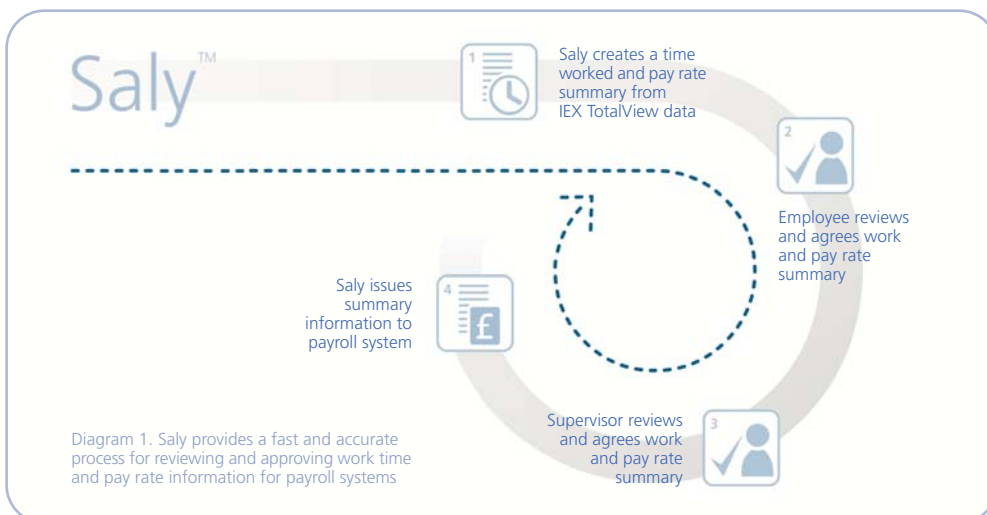 Saly™
1
Saly creates a time
worked and pay rate
summary from
IEX TotalView data
2
Employee reviews
and agrees work
and pay rate
summary
3
Supervisor reviews
and agrees work
and pay rate
summary
4
£
Saly issues
summary
information to
payroll system
Diagram 1. Saly provides a fast and accurate
process for reviewing and approving work time
and pay rate information for payroll systems